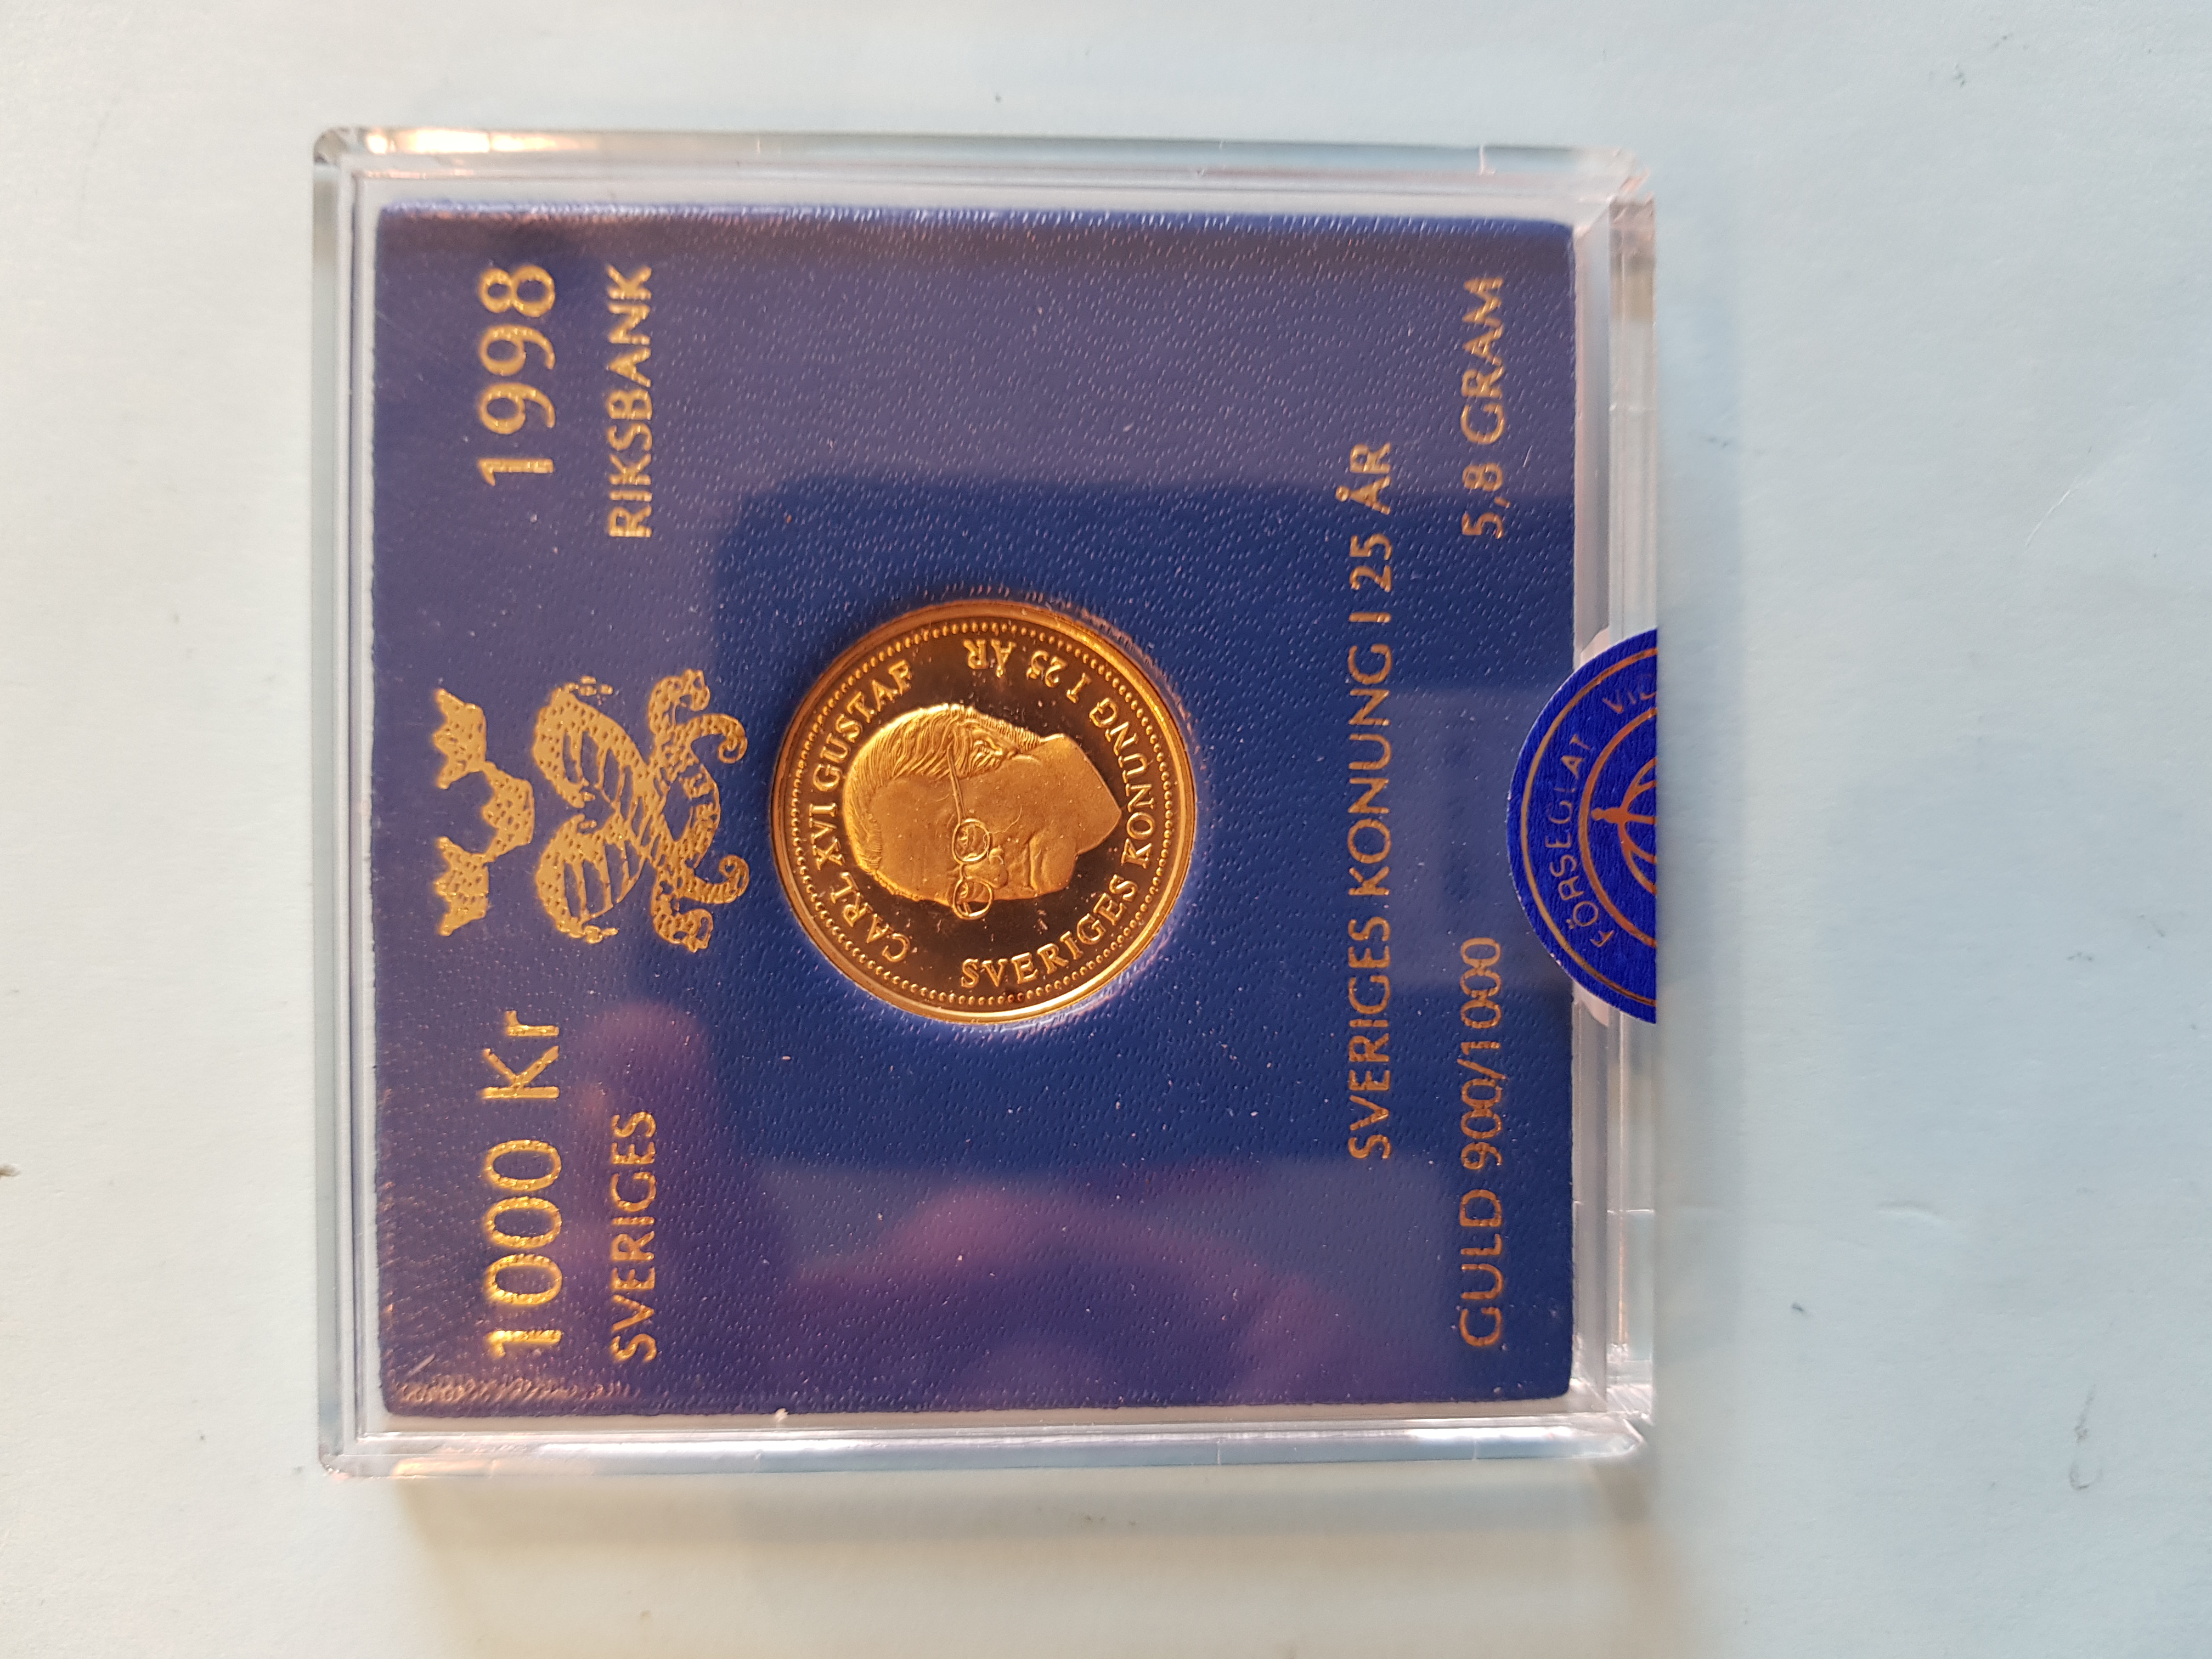 1000 Kr 1998
SVERIGES RIKSBANK
CARL XVI GUSTAF
SVERIGES KONUNG I 25 ÅR
SVERIGES KONUNG I 25 ÅR
GULD 900/1000 5,8 GRAM
FÖRSEGLAT